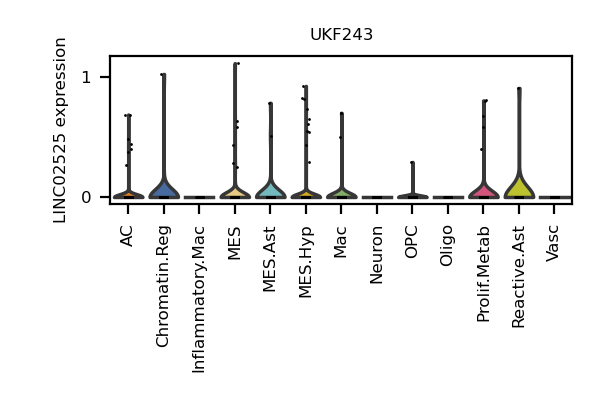 UKF243
LINC02525 expression
1
0
AC
Chromatin.Reg
Inflammatory.Mac
MES
MES.Ast
MES.Hyp
Mac
Neuron
OPC
Oligo
Prolif.Metab
Reactive.Ast
Vasc